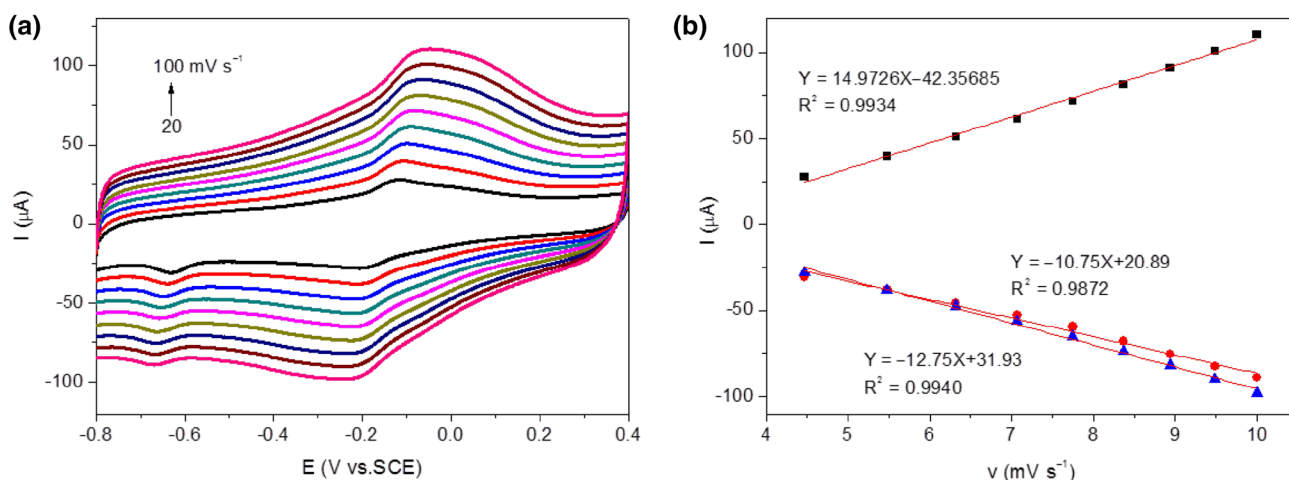 (a)
100 mV s⁻¹
20
100
50
0
-50
-100
I (μA)
-0.8 -0.6 -0.4 -0.2 0.0 0.2 0.4
E (V vs.SCE)
(b)
Y = 14.9726X−42.35685
R² = 0.9934
Y = −10.75X+20.89
R² = 0.9872
Y = −12.75X+31.93
R² = 0.9940
100
50
0
-50
-100
I (μA)
4 5 6 7 8 9 10
v (mV s⁻¹)